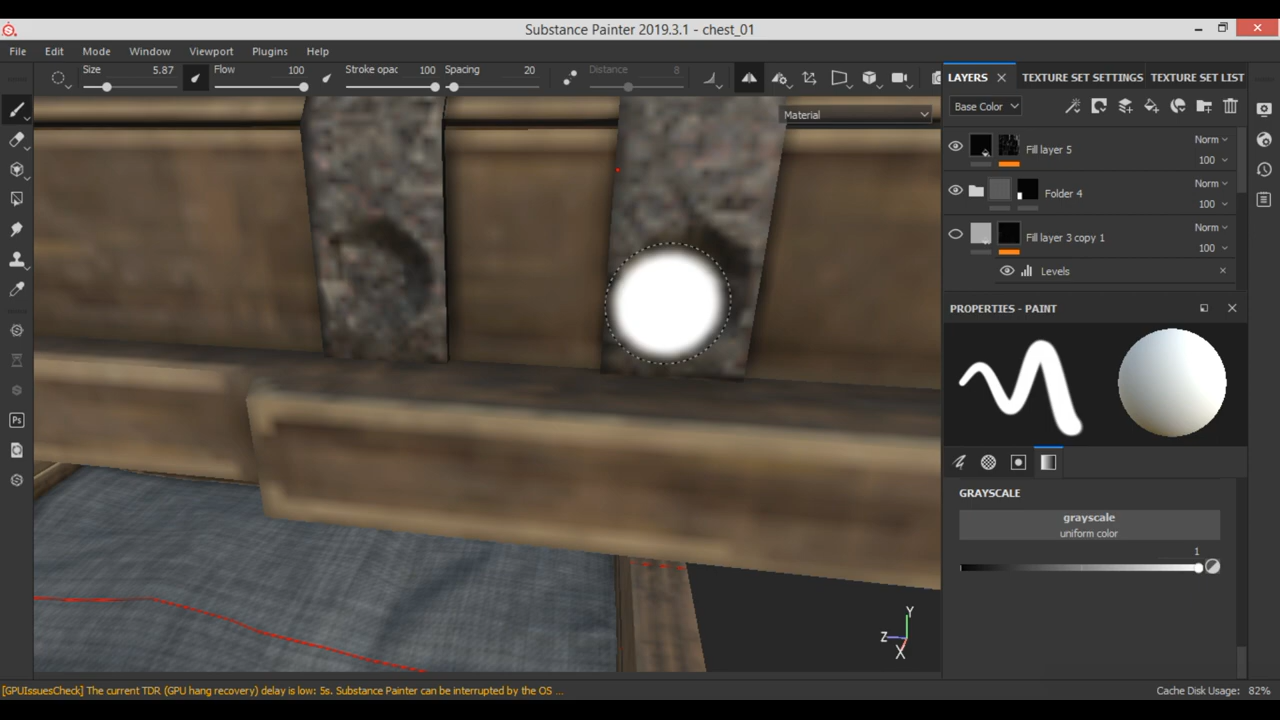 Substance Painter 2019.3.1 - chest_01
File Edit Mode Window Viewport Plugins Help
Size 5.87 Flow 100 Stroke opac 100 Spacing 20 Distance 8
LAYERS TEXTURE SET SETTINGS TEXTURE SET LIST
Base Color
Material
Fill layer 5 Norm 100
Folder 4 Norm 100
Fill layer 3 copy 1 Norm 100
Levels
PROPERTIES - PAINT
Ps
GRAYSCALE
grayscale
uniform color
1
Y
Z
X
[GPUIssuesCheck] The current TDR (GPU hang recovery) delay is low: 5s. Substance Painter can be interrupted by the OS ...
Cache Disk Usage: 82%